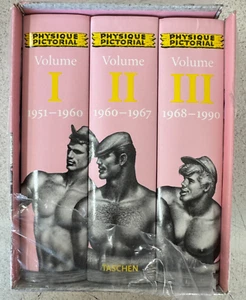 PHYSIQUE
PICTORIAL
Volume
I
1951–1960
PHYSIQUE
PICTORIAL
Volume
II
1960–1967
TASCHEN
PHYSIQUE
PICTORIAL
Volume
III
1968–1990